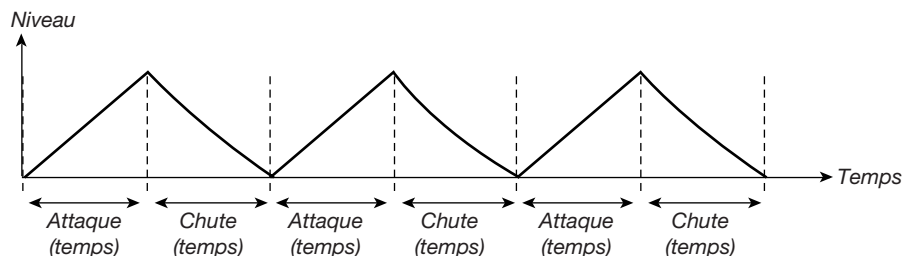 Niveau
Temps
Attaque Chute Attaque Chute Attaque Chute
(temps) (temps) (temps) (temps) (temps) (temps)